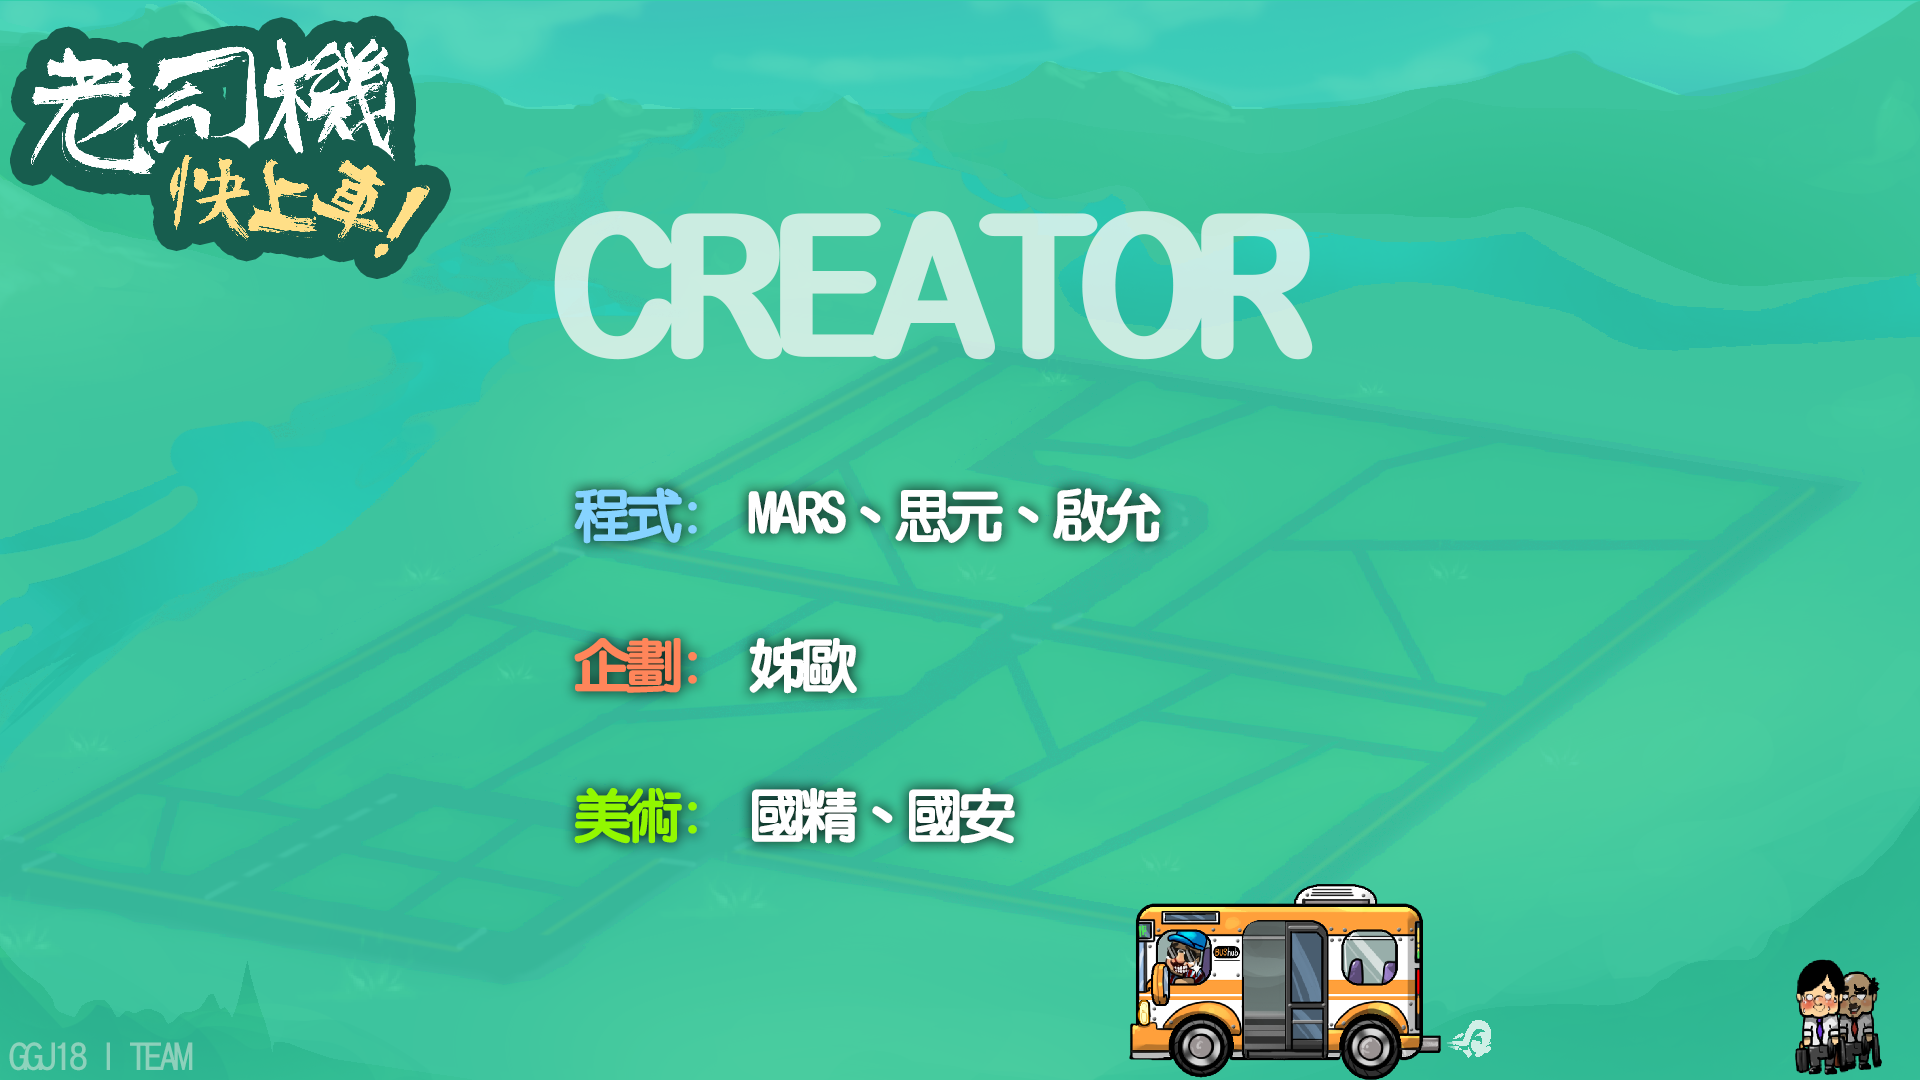 老司機
快上車!
CREATOR
程式: MARS、思元、啟允
企劃: 姊歐
美術: 國精、國安
BUShub
GGJ18 | TEAM